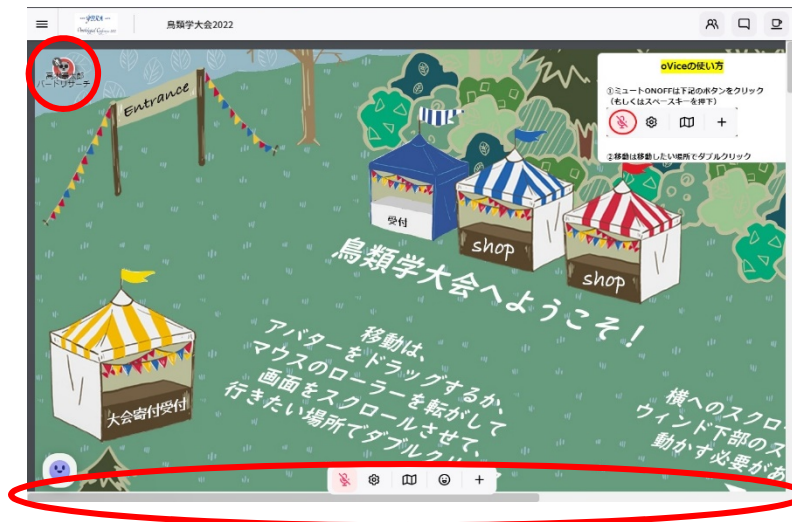 鳥類学大会2022
バードリサーチ
Entrance
oViceの使い方
①ミュートON0FFは下記のボタンをクリック
（もしくはスペースキーを押下）
②移動は移動したい場所でダブルクリック
受付
shop
shop
鳥類学大会へようこそ！
大会寄付受付
移動は、
アバターをドラッグするか、
マウスのローラーを転がして
画面をスクロールさせて、
行きたい場所でダブルクリック
横へのスクロ
ウィンド下部のス
動かす必要があ